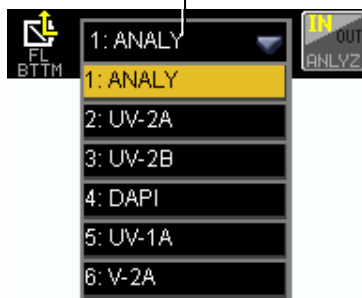 FL
BTTM
1: ANALY
IN
OUT
ANLYZ
1: ANALY
2: UV-2A
3: UV-2B
4: DAPI
5: UV-1A
6: V-2A